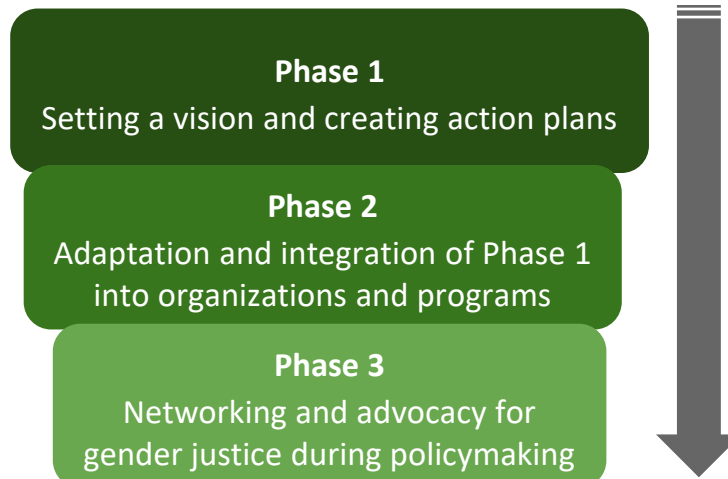 Phase 1
Setting a vision and creating action plans
Phase 2
Adaptation and integration of Phase 1
into organizations and programs
Phase 3
Networking and advocacy for
gender justice during policymaking